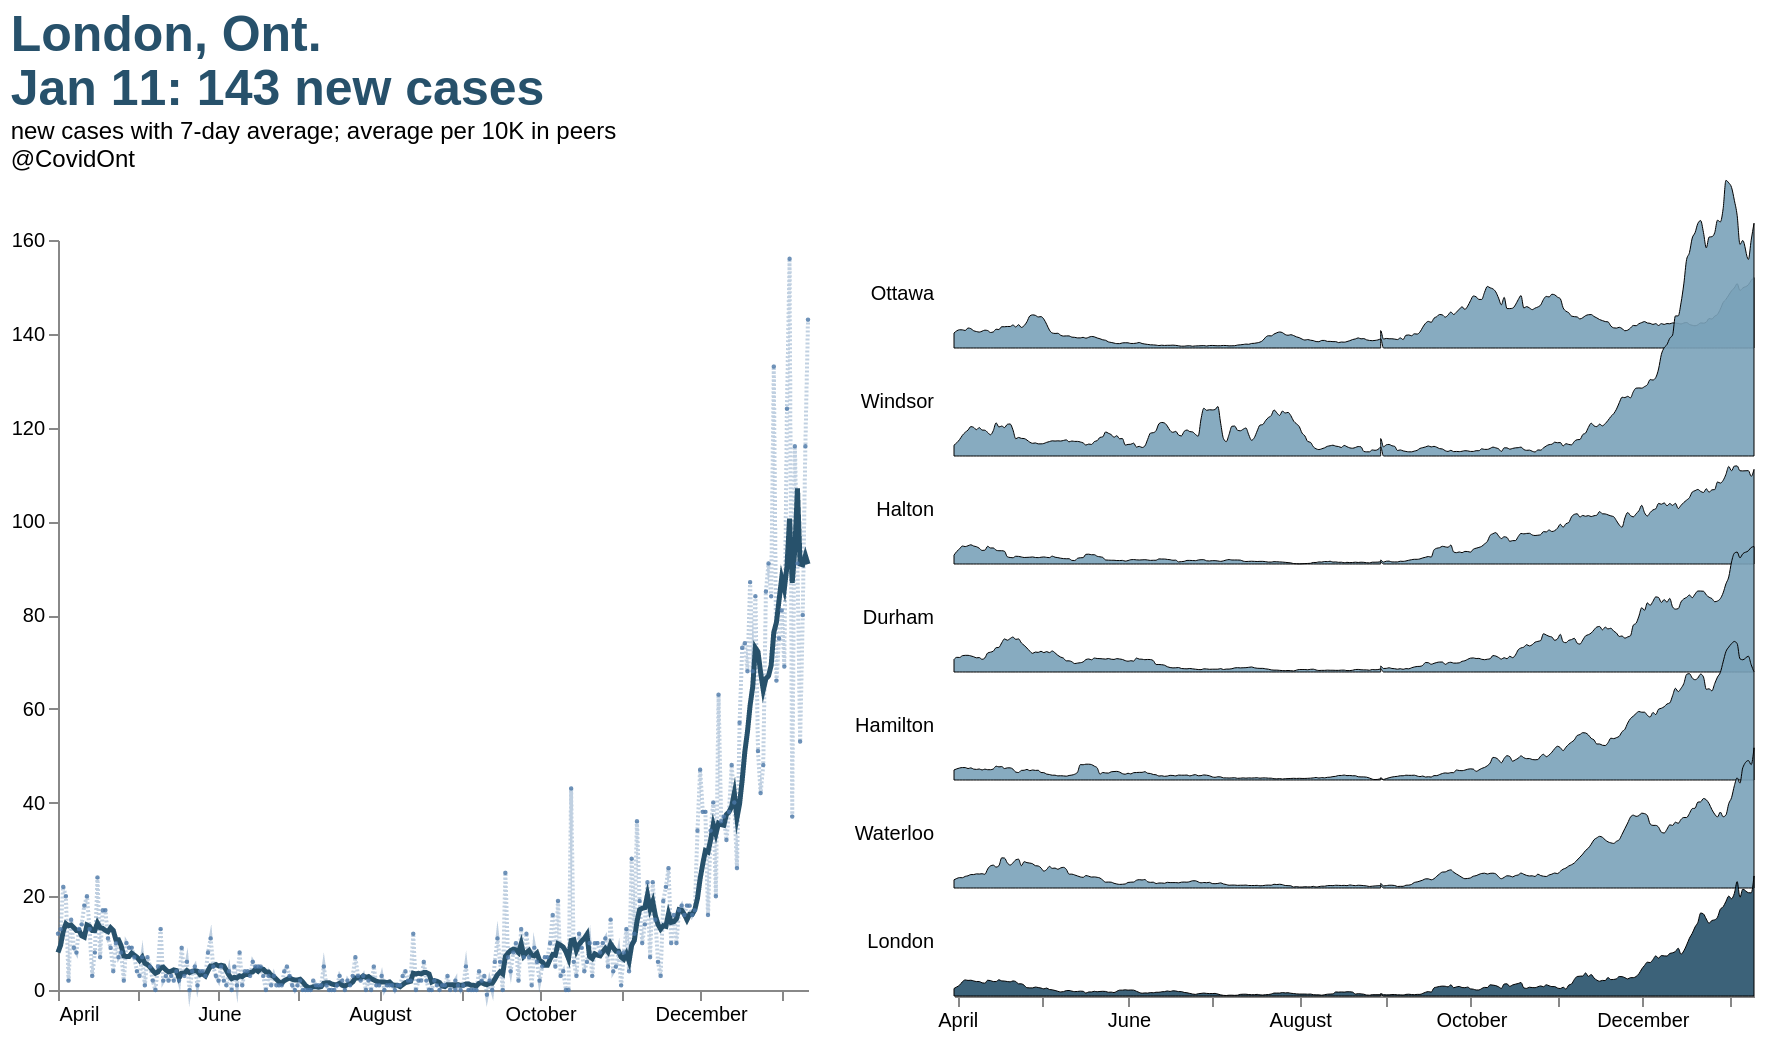 London, Ont.
Jan 11: 143 new cases
new cases with 7-day average; average per 10K in peers
@CovidOnt
160
140
120
100
80
60
40
20
0
April June August October December
Ottawa
Windsor
Halton
Durham
Hamilton
Waterloo
London
April June August October December